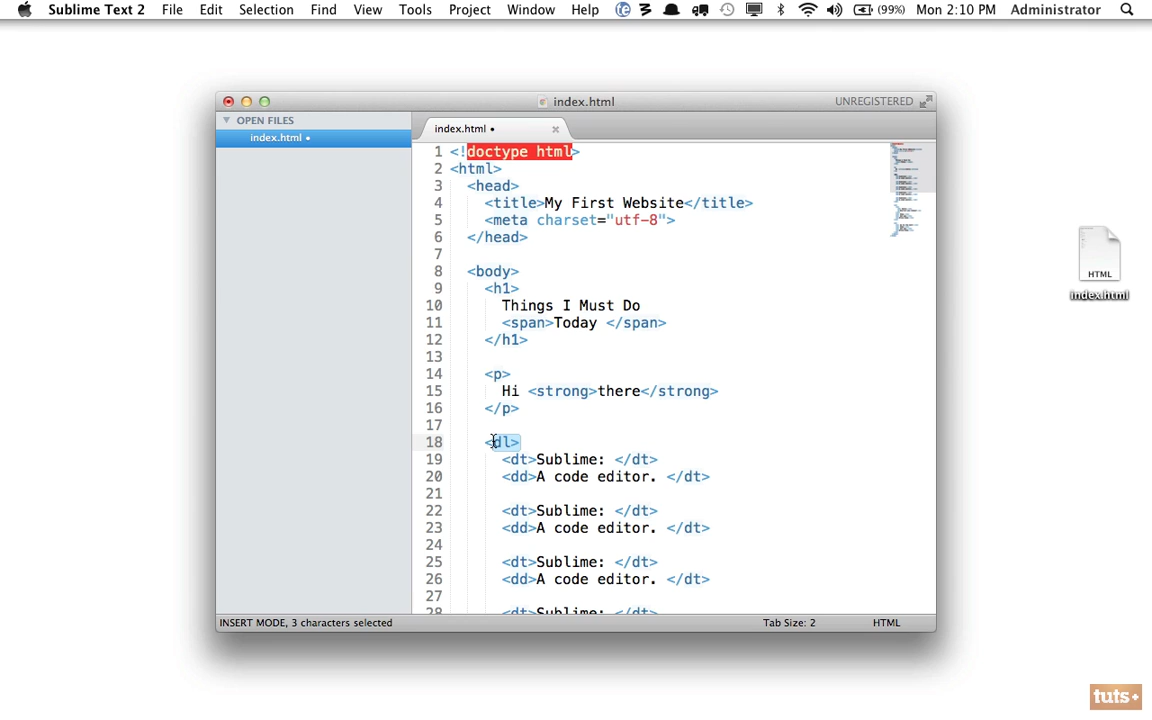 Sublime Text 2 File Edit Selection Find View Tools Project Window Help (99%) Mon 2:10 PM Administrator
index.html UNREGISTERED
OPEN FILES
index.html •
index.html •
1 <!doctype html>
2 <html>
3 <head>
4 <title>My First Website</title>
5 <meta charset="utf-8">
6 </head>
7
8 <body>
9 <h1>
10 Things I Must Do
11 <span>Today </span>
12 </h1>
13
14 <p>
15 Hi <strong>there</strong>
16 </p>
17
18 <dl>
19 <dt>Sublime: </dt>
20 <dd>A code editor. </dt>
21
22 <dt>Sublime: </dt>
23 <dd>A code editor. </dt>
24
25 <dt>Sublime: </dt>
26 <dd>A code editor. </dt>
27
28 <dt>Sublime: </dt>
INSERT MODE, 3 characters selected Tab Size: 2 HTML
HTML
index.html
tuts+